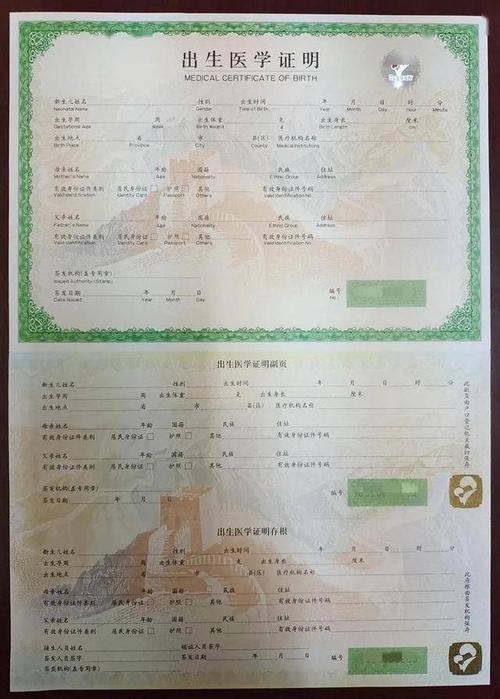 出生医学证明
MEDICAL CERTIFICATE OF BIRTH
新生儿姓名 性别 出生时间 年 月 日 时 分
Neonatal Name Gender Time of Birth Year Month Day Hour Minute
出生孕周 周 出生体重 克 出生身长 厘米
Gestational Age Week Birth Weight g Birth Length cm
出生地点 省 市 县(区) 医疗机构名称
Birth Place Province City County Medical Institutions
母亲姓名 年龄 国籍 民族 住址
Mother's Name Age Nationality Ethnic Group Address
有效身份证件类别 居民身份证 护照 其他 有效身份证件号码
Valid Identification Identity Card Passport Others Valid Identification No.
父亲姓名 年龄 国籍 民族 住址
Father's Name Age Nationality Ethnic Group Address
有效身份证件类别 居民身份证 护照 其他 有效身份证件号码
Valid Identification Identity Card Passport Others Valid Identification No.
签发机构(盖专用章)
Issued Authority (Stamp)
签发日期 年 月 日 编号
Date Issued Year Month Day
出生医学证明副页
新生儿姓名 性别 出生时间 年 月 日 时 分
出生孕周 周 出生体重 克 出生身长 厘米
出生地点 省 市 县(区) 医疗机构名称
母亲姓名 年龄 国籍 民族 住址
有效身份证件类别 居民身份证 护照 其他 有效身份证件号码
父亲姓名 年龄 国籍 民族 住址
有效身份证件类别 居民身份证 护照 其他 有效身份证件号码
签发机构(盖专用章)
签发日期 年 月 日 编号
此副页由户口登记机关裁切保存
出生医学证明存根
新生儿姓名 性别 出生时间 年 月 日 时 分
出生孕周 周 出生体重 克 出生身长 厘米
出生地点 省 市 县(区) 医疗机构名称
母亲姓名 年龄 国籍 民族 住址
有效身份证件类别 居民身份证 护照 其他 有效身份证件号码
父亲姓名 年龄 国籍 民族 住址
有效身份证件类别 居民身份证 护照 其他 有效身份证件号码
接生人员签字 领证人员签字
签发人员签字 签发日期 年 月 日 编号
此存根由签发机构保存